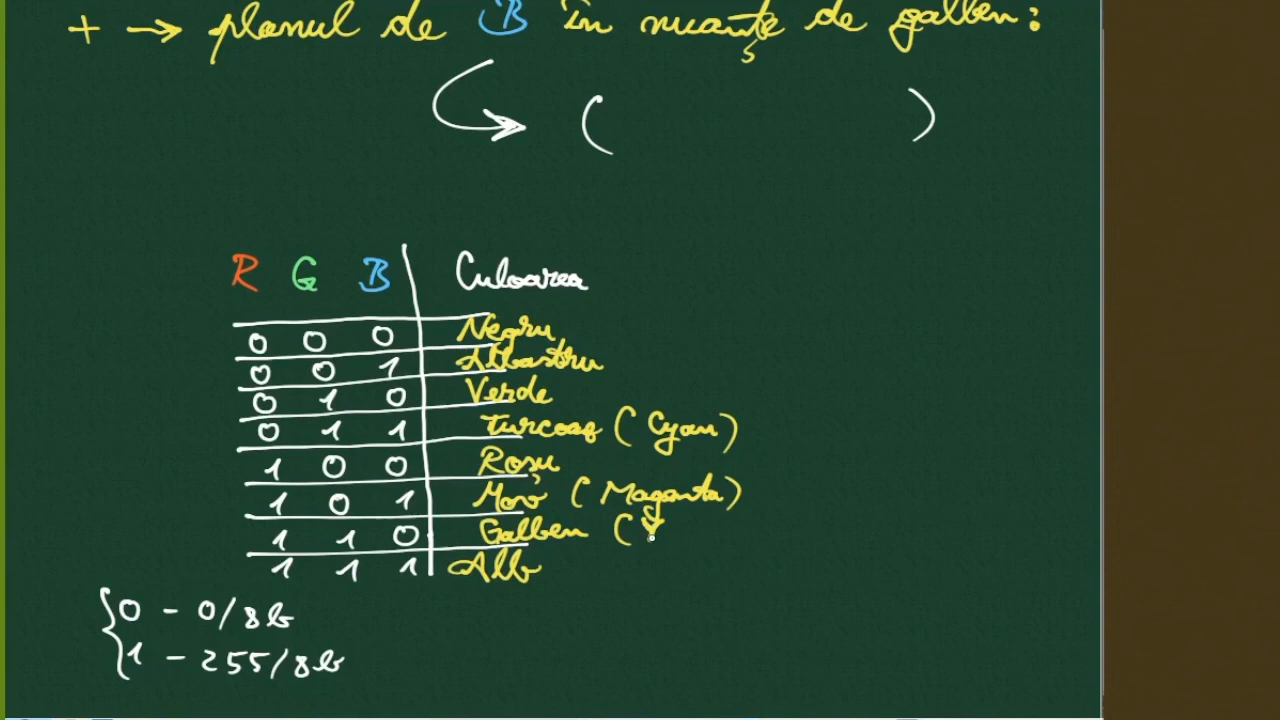 + → planul de B în nuanțe de galben:
( )
R G B Culoarea
0 0 0 Negru
0 0 1 Albastru
0 1 0 Verde
0 1 1 Turcoaz (Cyan)
1 0 0 Rosu
1 0 1 Mov (Magenta)
1 1 0 Galben (Y
1 1 1 Alb
0 - 0/8b
1 - 255/8b